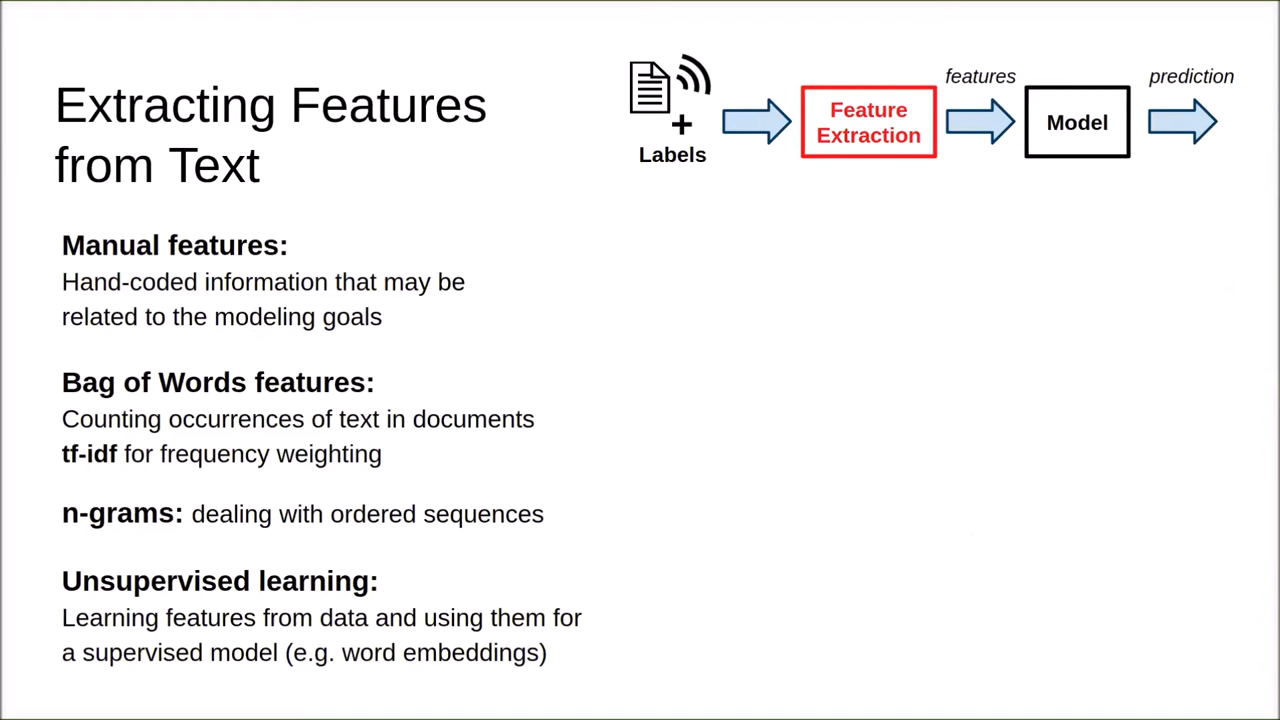 Extracting Features
from Text
Manual features:
Hand-coded information that may be
related to the modeling goals
Bag of Words features:
Counting occurrences of text in documents
tf-idf for frequency weighting
n-grams: dealing with ordered sequences
Unsupervised learning:
Learning features from data and using them for
a supervised model (e.g. word embeddings)
+
Labels
Feature
Extraction
features
Model
prediction